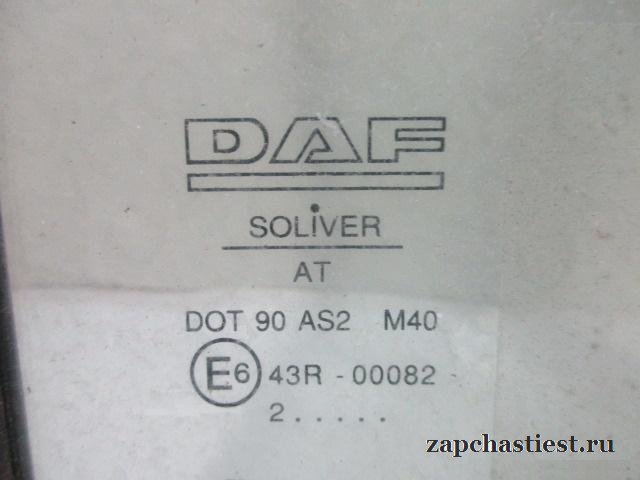 DAF
SOLiVER
AT
DOT 90 AS2 M40
E6 43R - 00082
2.....
zapchastiest.ru